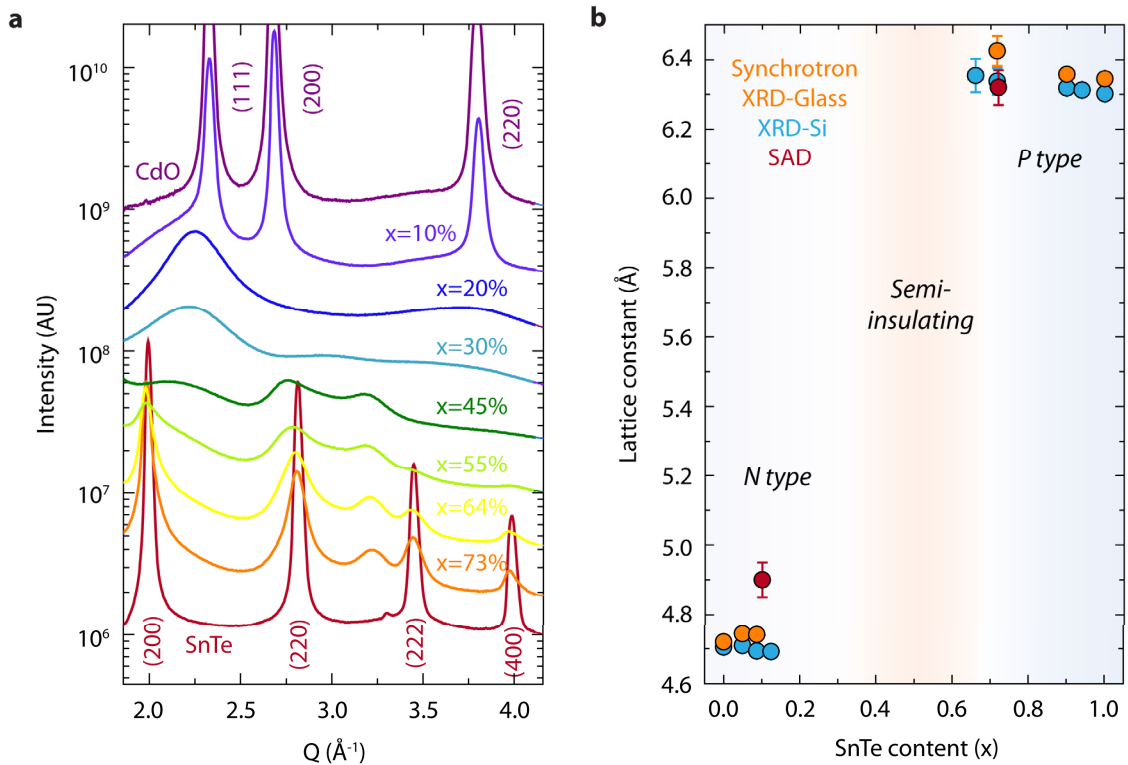 a
10¹⁰
10⁹
10⁸
10⁷
10⁶
Intensity (AU)
CdO
(111)
(200)
(220)
x=10%
x=20%
x=30%
x=45%
x=55%
x=64%
x=73%
SnTe
(200)
(220)
(222)
(400)
2.0 2.5 3.0 3.5 4.0
Q (Å⁻¹)
b
6.4
6.2
6.0
5.8
5.6
5.4
5.2
5.0
4.8
4.6
Lattice constant (Å)
Synchrotron
XRD-Glass
XRD-Si
SAD
P type
Semi-
insulating
N type
0.0 0.2 0.4 0.6 0.8 1.0
SnTe content (x)